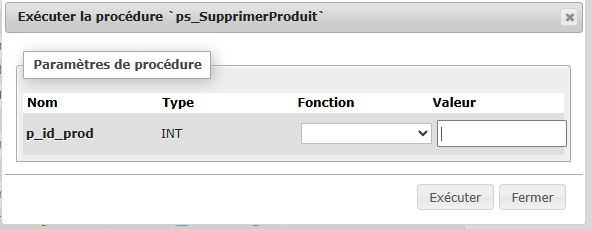 Exécuter la procédure `ps_SupprimerProduit`
Paramètres de procédure
Nom Type Fonction Valeur
p_id_prod INT
Exécuter Fermer